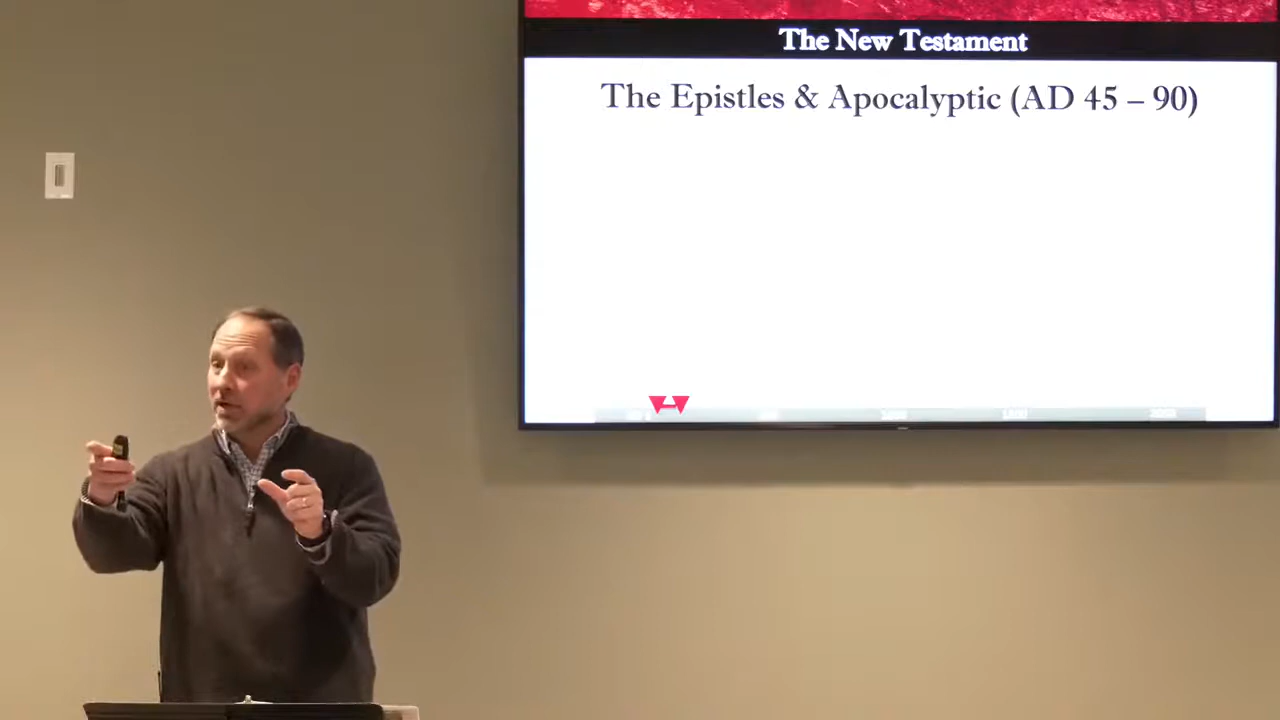 The New Testament
The Epistles & Apocalyptic (AD 45 – 90)